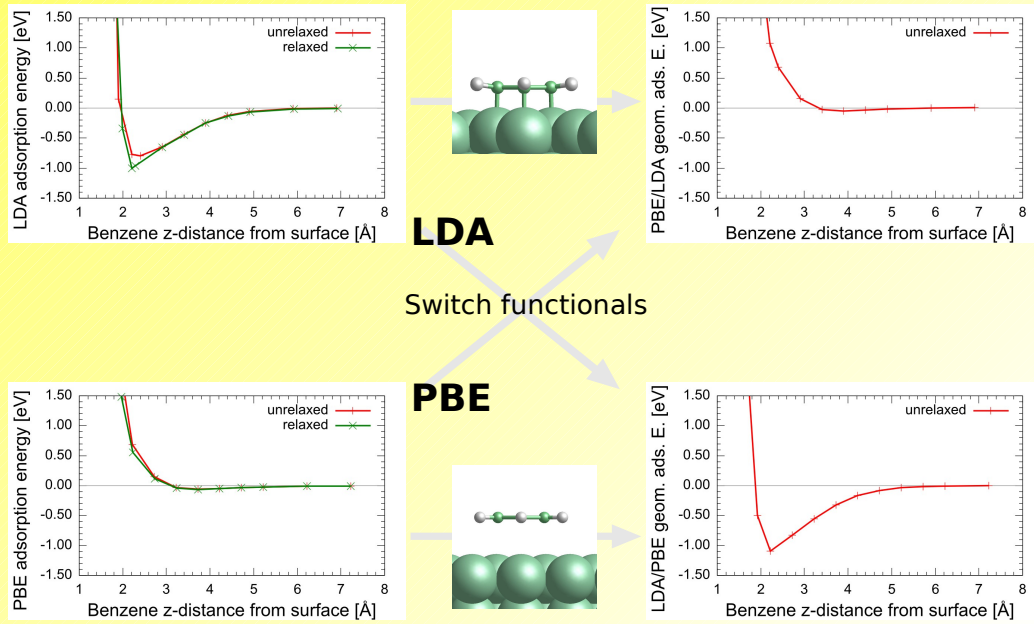 LDA adsorption energy [eV]
1.50
1.00
0.50
0.00
-0.50
-1.00
-1.50
unrelaxed
relaxed
1 2 3 4 5 6 7 8
Benzene z-distance from surface [Å]
PBE/LDA geom. ads. E. [eV]
1.50
1.00
0.50
0.00
-0.50
-1.00
-1.50
unrelaxed
1 2 3 4 5 6 7 8
Benzene z-distance from surface [Å]
LDA
Switch functionals
PBE
PBE adsorption energy [eV]
1.50
1.00
0.50
0.00
-0.50
-1.00
-1.50
unrelaxed
relaxed
1 2 3 4 5 6 7 8
Benzene z-distance from surface [Å]
LDA/PBE geom. ads. E. [eV]
1.50
1.00
0.50
0.00
-0.50
-1.00
-1.50
unrelaxed
1 2 3 4 5 6 7 8
Benzene z-distance from surface [Å]